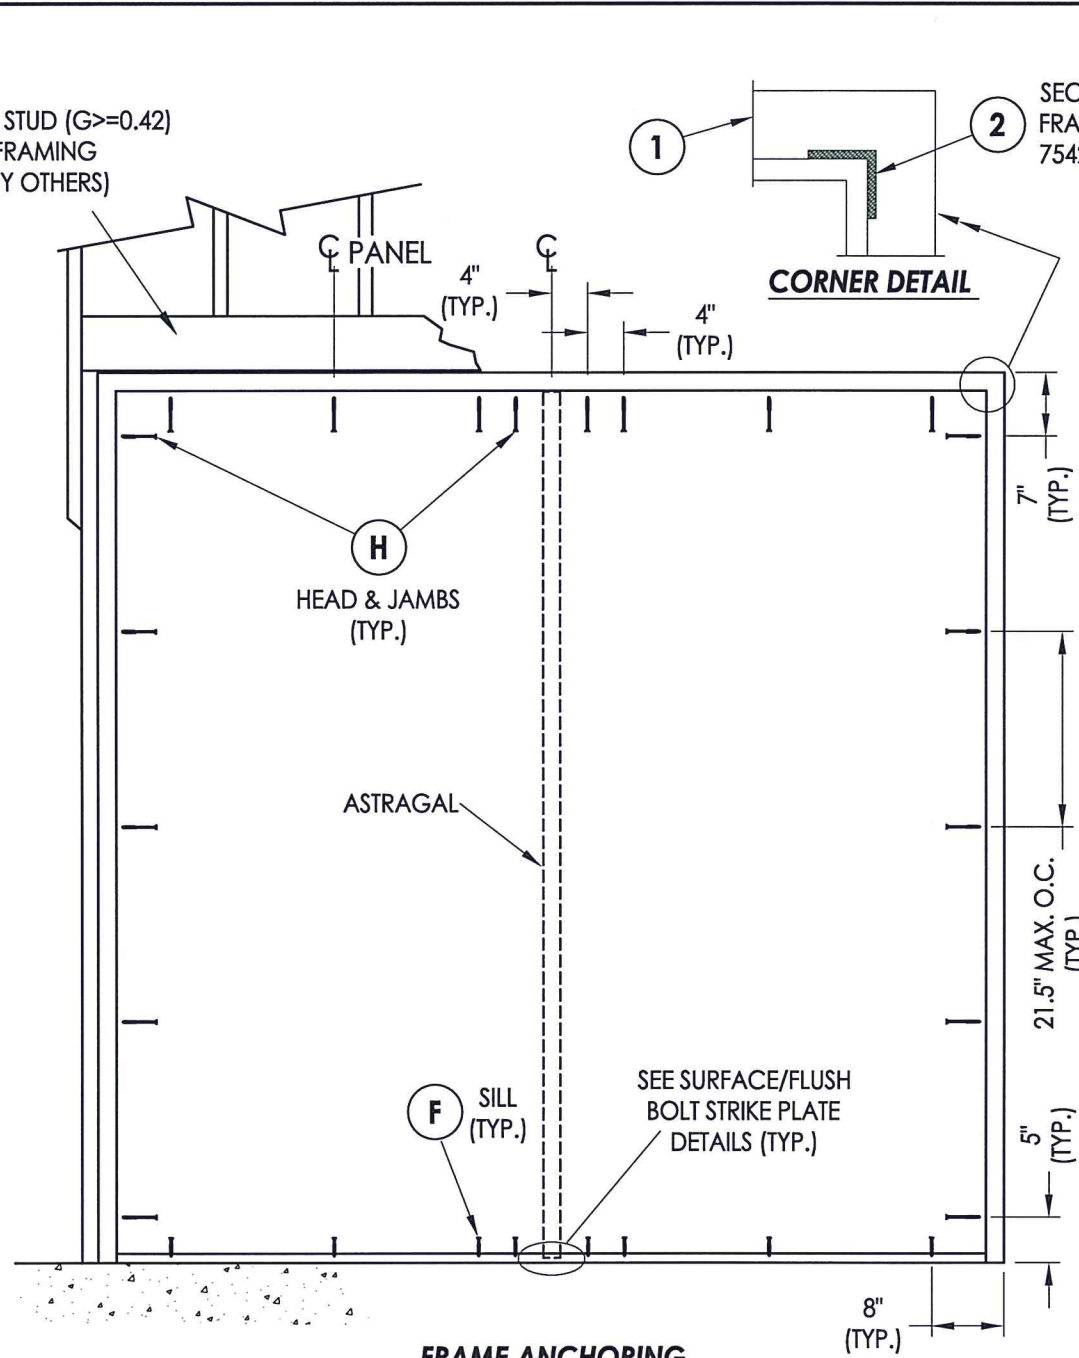 STUD (G>=0.42)
FRAMING
Y OTHERS)
℄ PANEL
4"
(TYP.)
℄
4"
(TYP.)
1
2
SEC
FRA
754
CORNER DETAIL
7"
(TYP.)
H
HEAD & JAMBS
(TYP.)
ASTRAGAL
21.5" MAX. O.C.
(TYP.)
F
SILL
(TYP.)
SEE SURFACE/FLUSH
BOLT STRIKE PLATE
DETAILS (TYP.)
5"
(TYP.)
8"
(TYP.)
FRAME ANCHORING